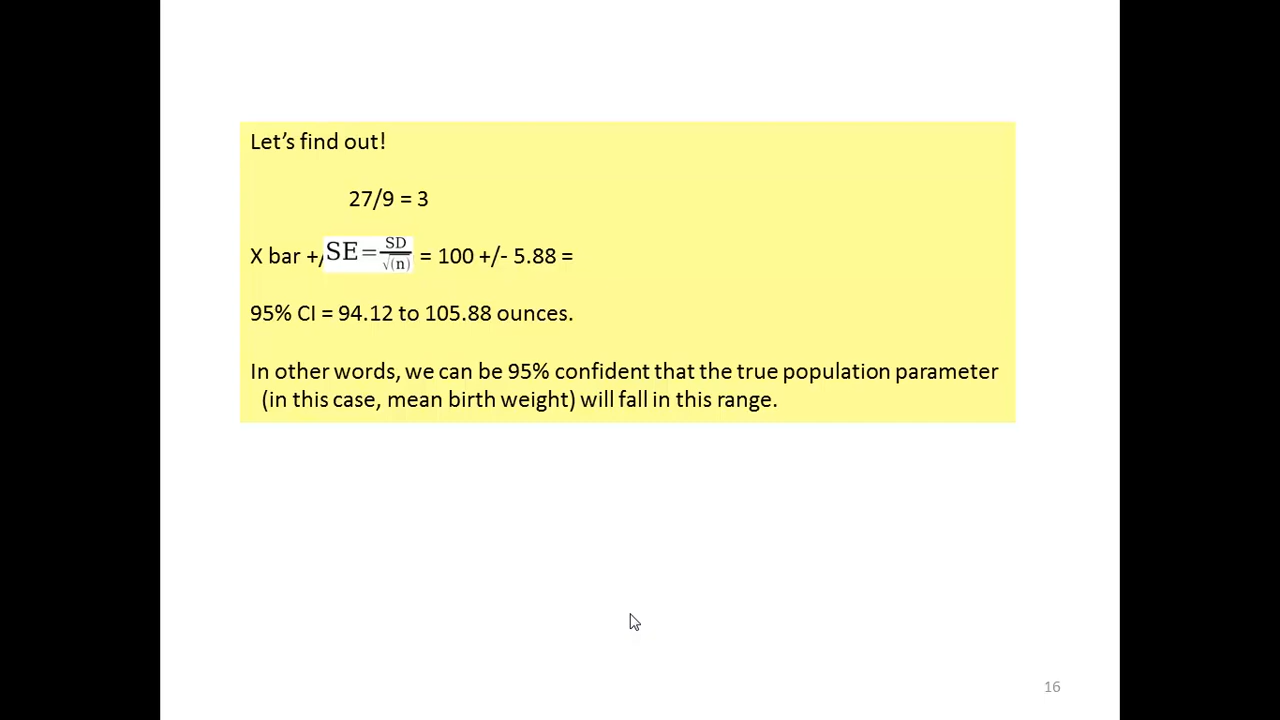 Let's find out!
27/9 = 3
X bar +/ SE=SD/√(n) = 100 +/- 5.88 =
95% CI = 94.12 to 105.88 ounces.
In other words, we can be 95% confident that the true population parameter
(in this case, mean birth weight) will fall in this range.
16